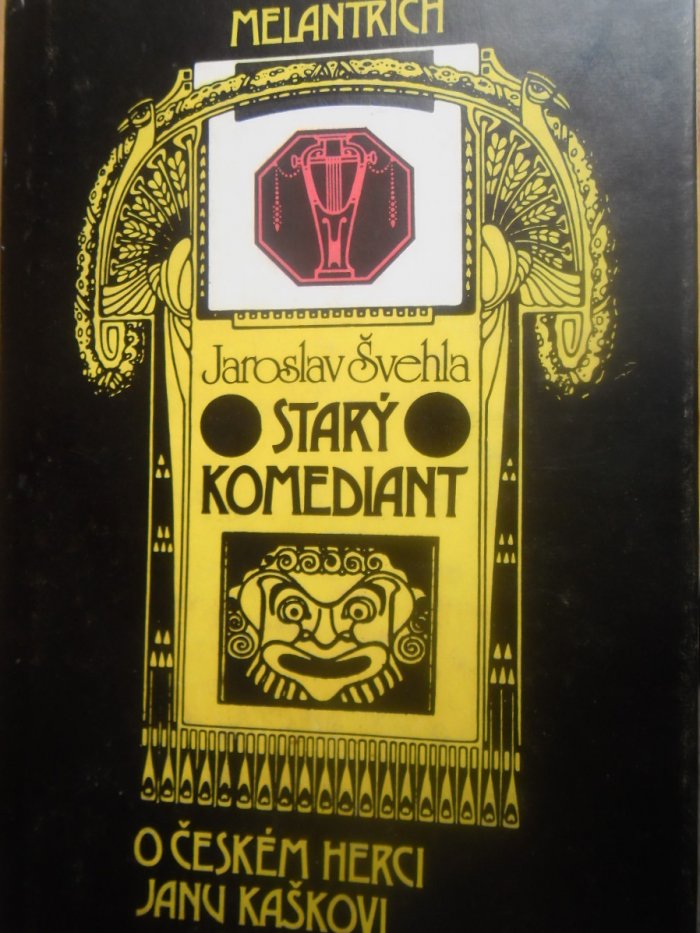 MELANTRICH
Jaroslav Švehla
STARÝ
KOMEDIANT
O ČESKÉM HERCI
JANU KAŠKOVI